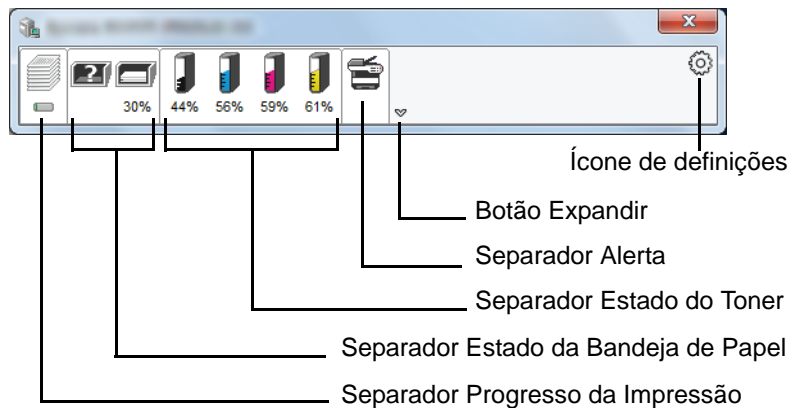 ?
30%
44% 56% 59% 61%
Ícone de definições
Botão Expandir
Separador Alerta
Separador Estado do Toner
Separador Estado da Bandeja de Papel
Separador Progresso da Impressão